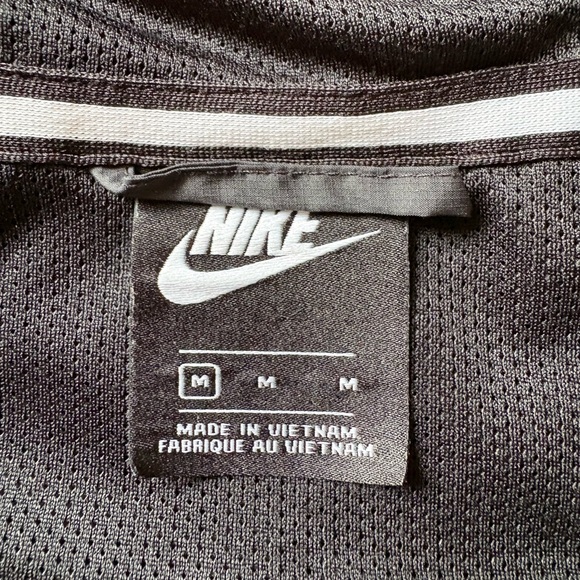 NIKE
M M M
MADE IN VIETNAM
FABRIQUE AU VIETNAM